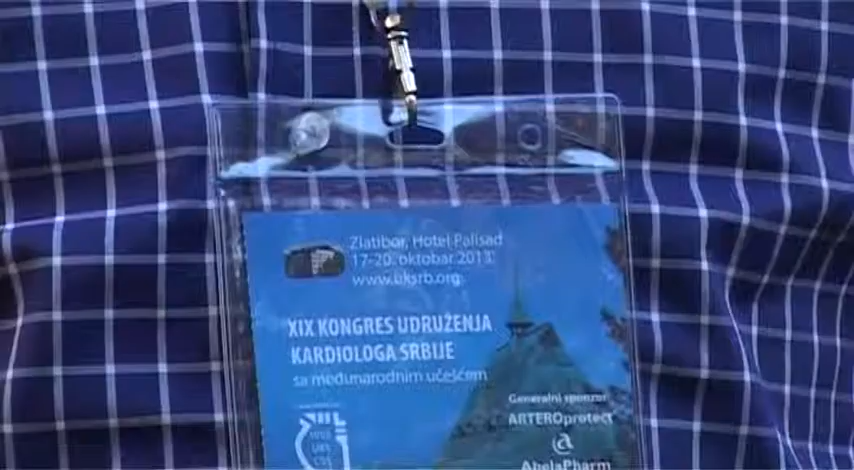 Zlatibor, Hotel Palisad
17-20. oktobar 2013.
www.uksrb.org
XIX KONGRES UDRUŽENJA
KARDIOLOGA SRBIJE
sa međunarodnim učešćem
Generalni sponzor
ARTEROprotect
AbelaPharm